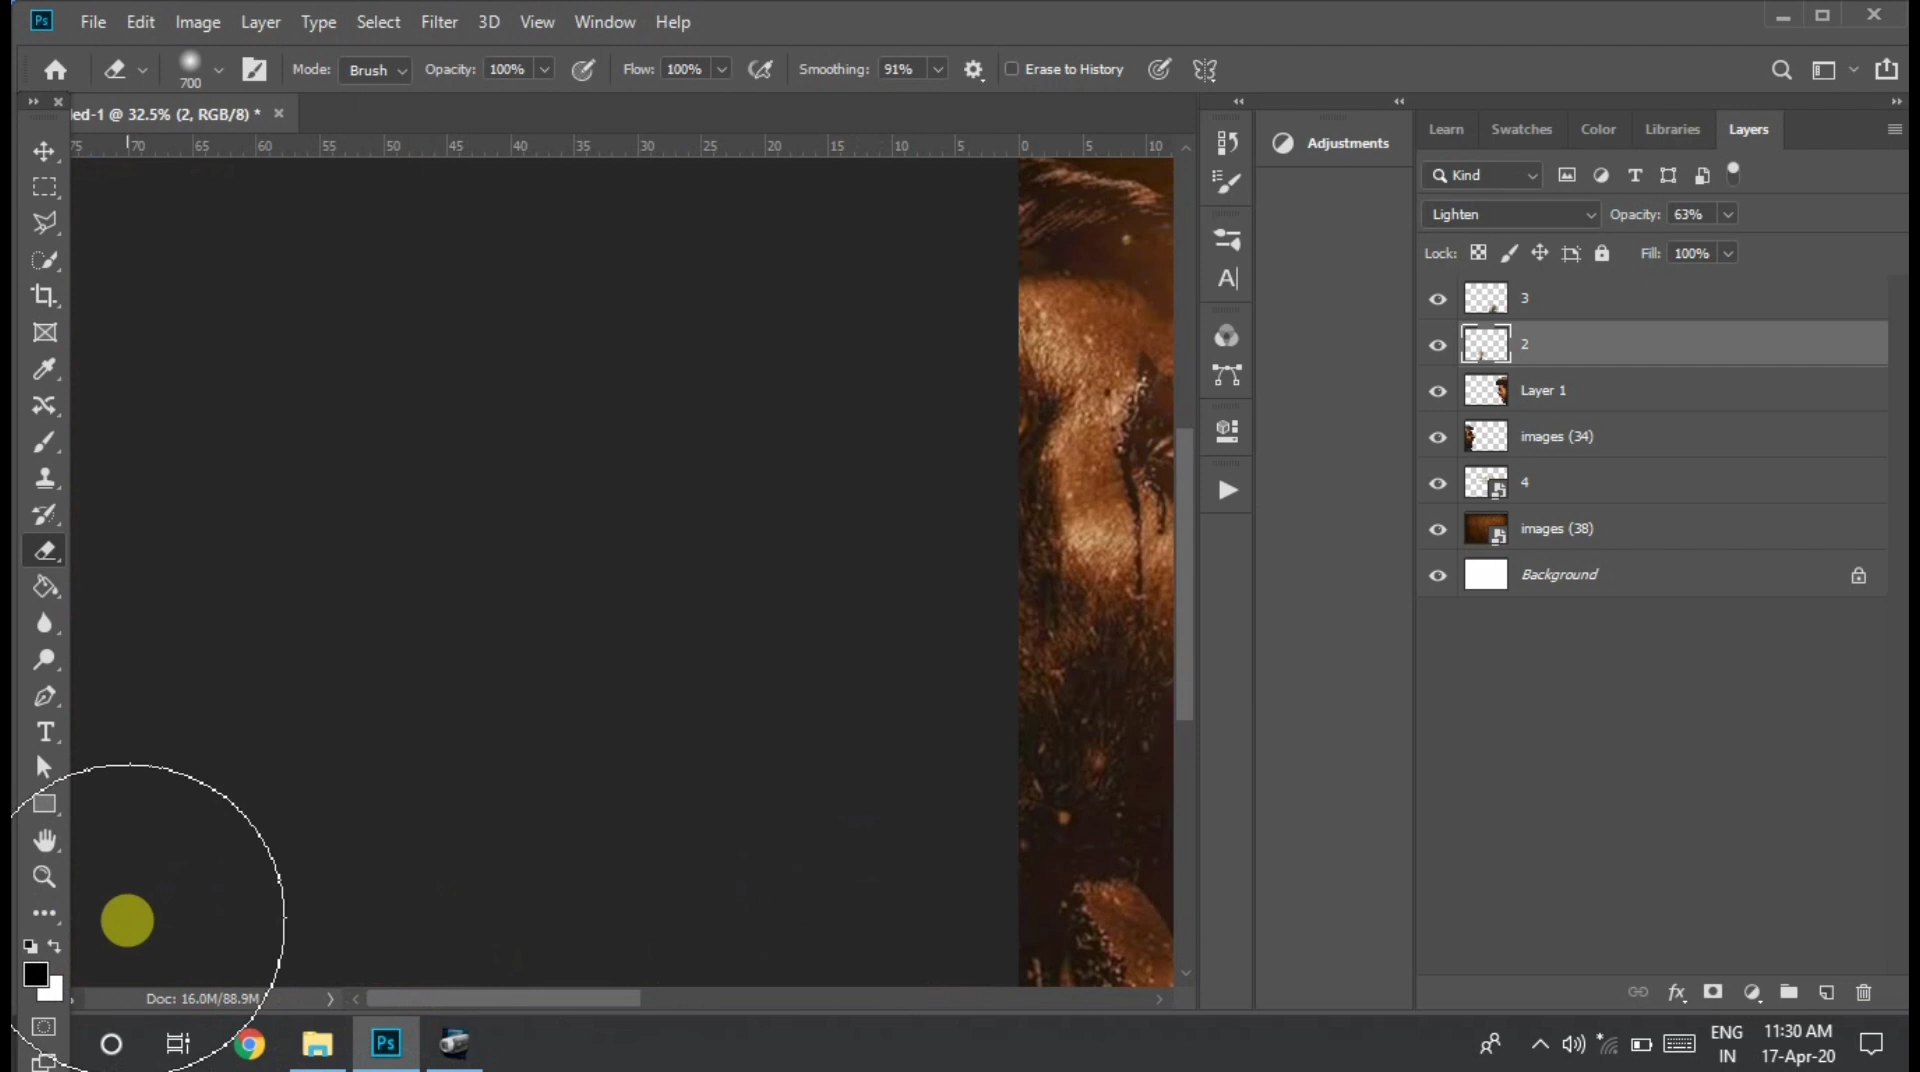 Ps File Edit Image Layer Type Select Filter 3D View Window Help
700 Mode: Brush Opacity: 100% Flow: 100% Smoothing: 91% Erase to History
led-1 @ 32.5% (2, RGB/8) *
75 70 65 60 55 50 45 40 35 30 25 20 15 10 5 0 5 10
Adjustments
Learn Swatches Color Libraries Layers
Kind
Lighten Opacity: 63%
Lock: Fill: 100%
3
2
Layer 1
images (34)
4
images (38)
Background
Doc: 16.0M/88.9M
Ps
ENG
IN
11:30 AM
17-Apr-20